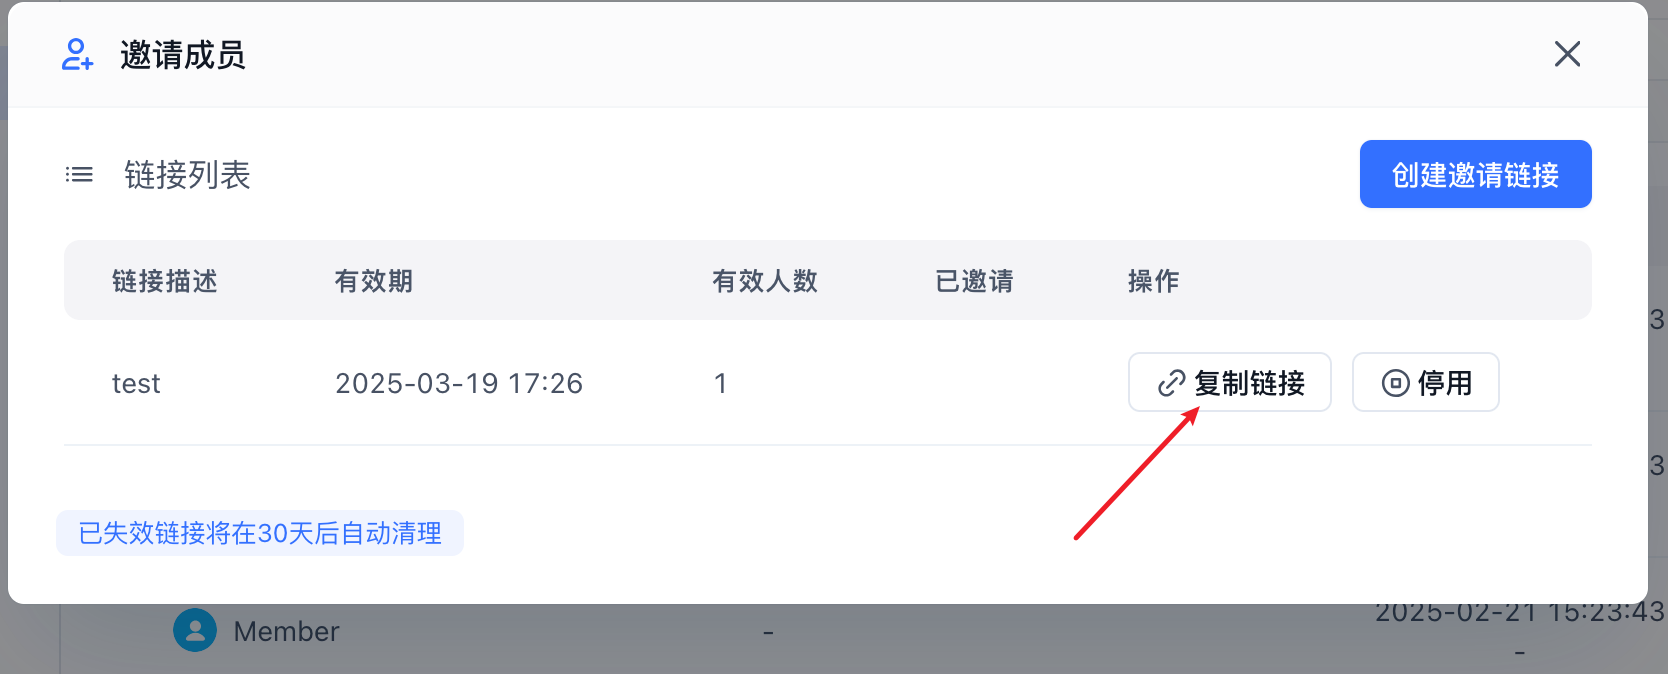 邀请成员
链接列表
创建邀请链接
链接描述 有效期 有效人数 已邀请 操作
test 2025-03-19 17:26 1 复制链接 停用
3
3
已失效链接将在30天后自动清理
2025-02-21 15:23:43
Member -
-